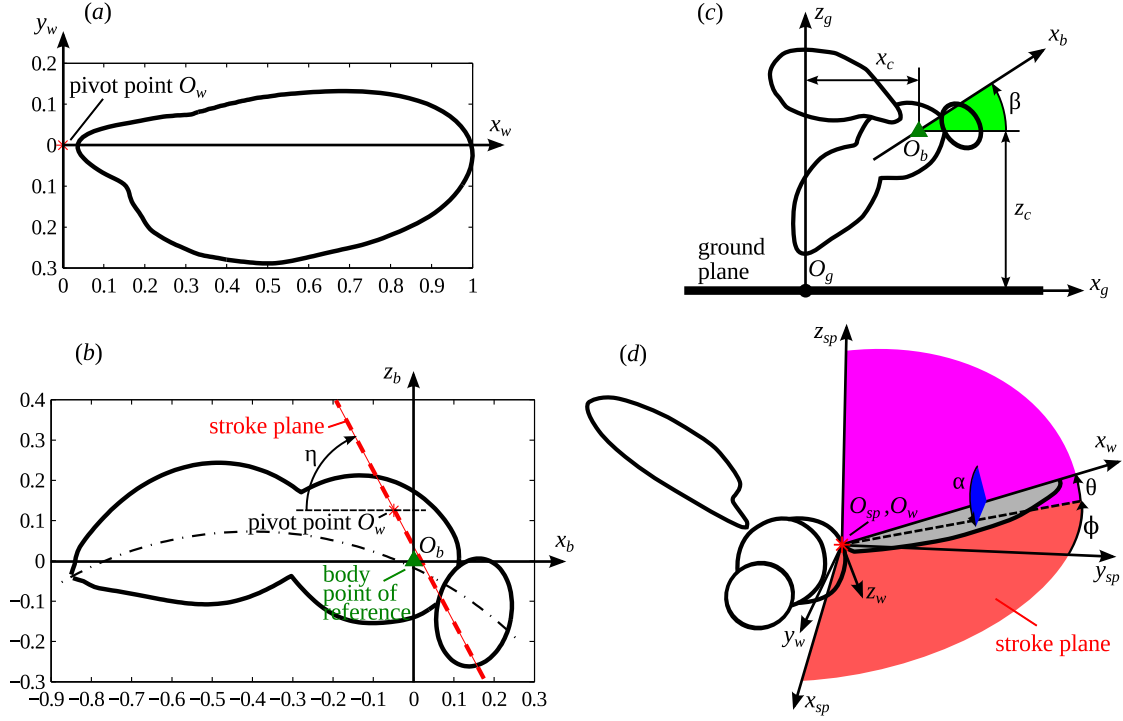 (a)
y_w
0.2
pivot point O_w
0.1
x_w
0
0.1
0.2
0.3
0 0.1 0.2 0.3 0.4 0.5 0.6 0.7 0.8 0.9 1
(c)
z_g
x_b
x_c
β
O_b
z_c
ground
plane
O_g
x_g
(b)
z_b
0.4
stroke plane
0.3
η
0.2
0.1
pivot point O_w
O_b
0
x_b
body
point of
reference
−0.1
−0.2
−0.3
−0.9 −0.8 −0.7 −0.6 −0.5 −0.4 −0.3 −0.2 −0.1 0 0.1 0.2 0.3
(d)
z_sp
x_w
α
θ
O_sp ,O_w
ϕ
y_sp
z_w
y_w
stroke plane
x_sp